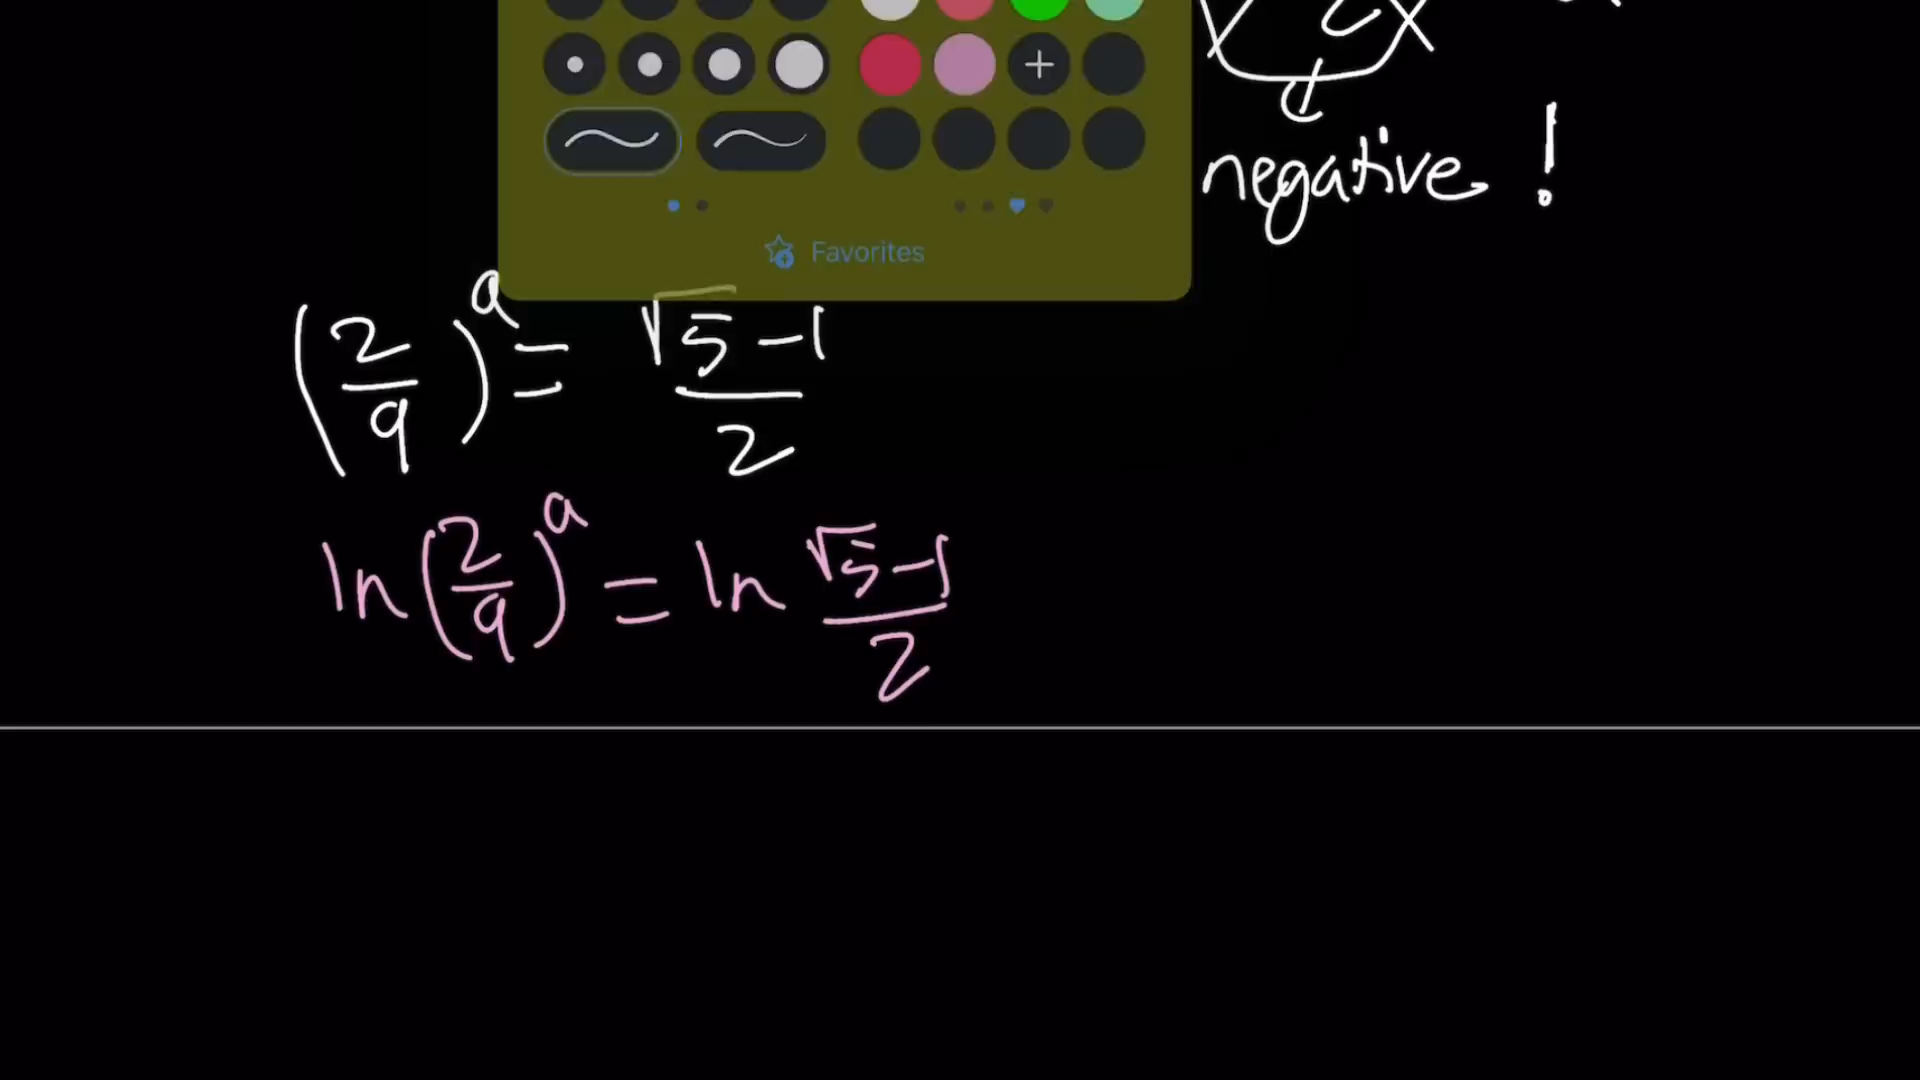 negative !
Favorites
(2/9)^a = (√5-1)/2
ln(2/9)^a = ln (√5-1)/2